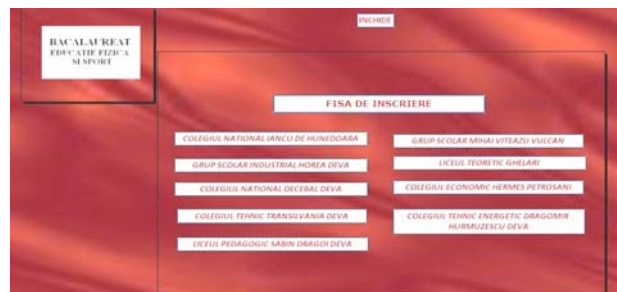 INCHIDE
BACALAUREAT
EDUCATIE FIZICA
SI SPORT
FISA DE INSCRIERE
COLEGIUL NATIONAL IANCU DE HUNEDOARA
GRUP SCOLAR INDUSTRIAL HOREA DEVA
COLEGIUL NATIONAL DECEBAL DEVA
COLEGIUL TEHNIC TRANSILVANIA DEVA
LICEUL PEDAGOGIC SABIN DRAGOI DEVA
GRUP SCOLAR MIHAI VITEAZU VULCAN
LICEUL TEORETIC GHELARI
COLEGIUL ECONOMIC HERMES PETROSANI
COLEGIUL TEHNIC ENERGETIC DRAGOMIR
HURMUZESCU DEVA